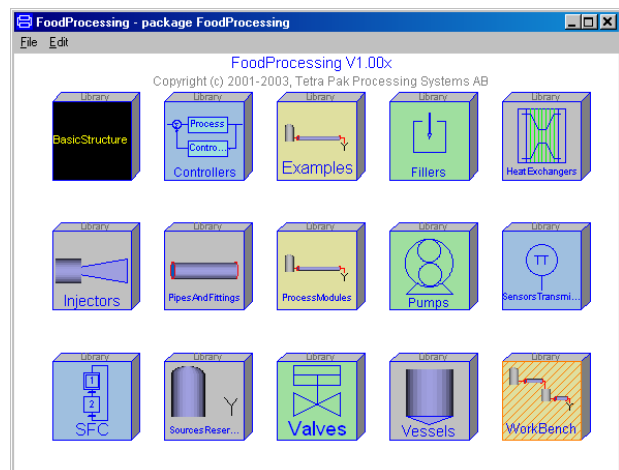 FoodProcessing - package FoodProcessing
File Edit
FoodProcessing V1.00x
Copyright (c) 2001-2003, Tetra Pak Processing Systems AB
Library Library Library Library Library
BasicStructure
Process
Contro...
Controllers
Examples
Fillers
HeatExchangers
Library Library Library Library Library
Injectors
PipesAndFittings
ProcessModules
Pumps
TT
SensorsTransmi...
Library Library Library Library Library
1
2
SFC
SourcesReser...
Valves
Vessels
WorkBench